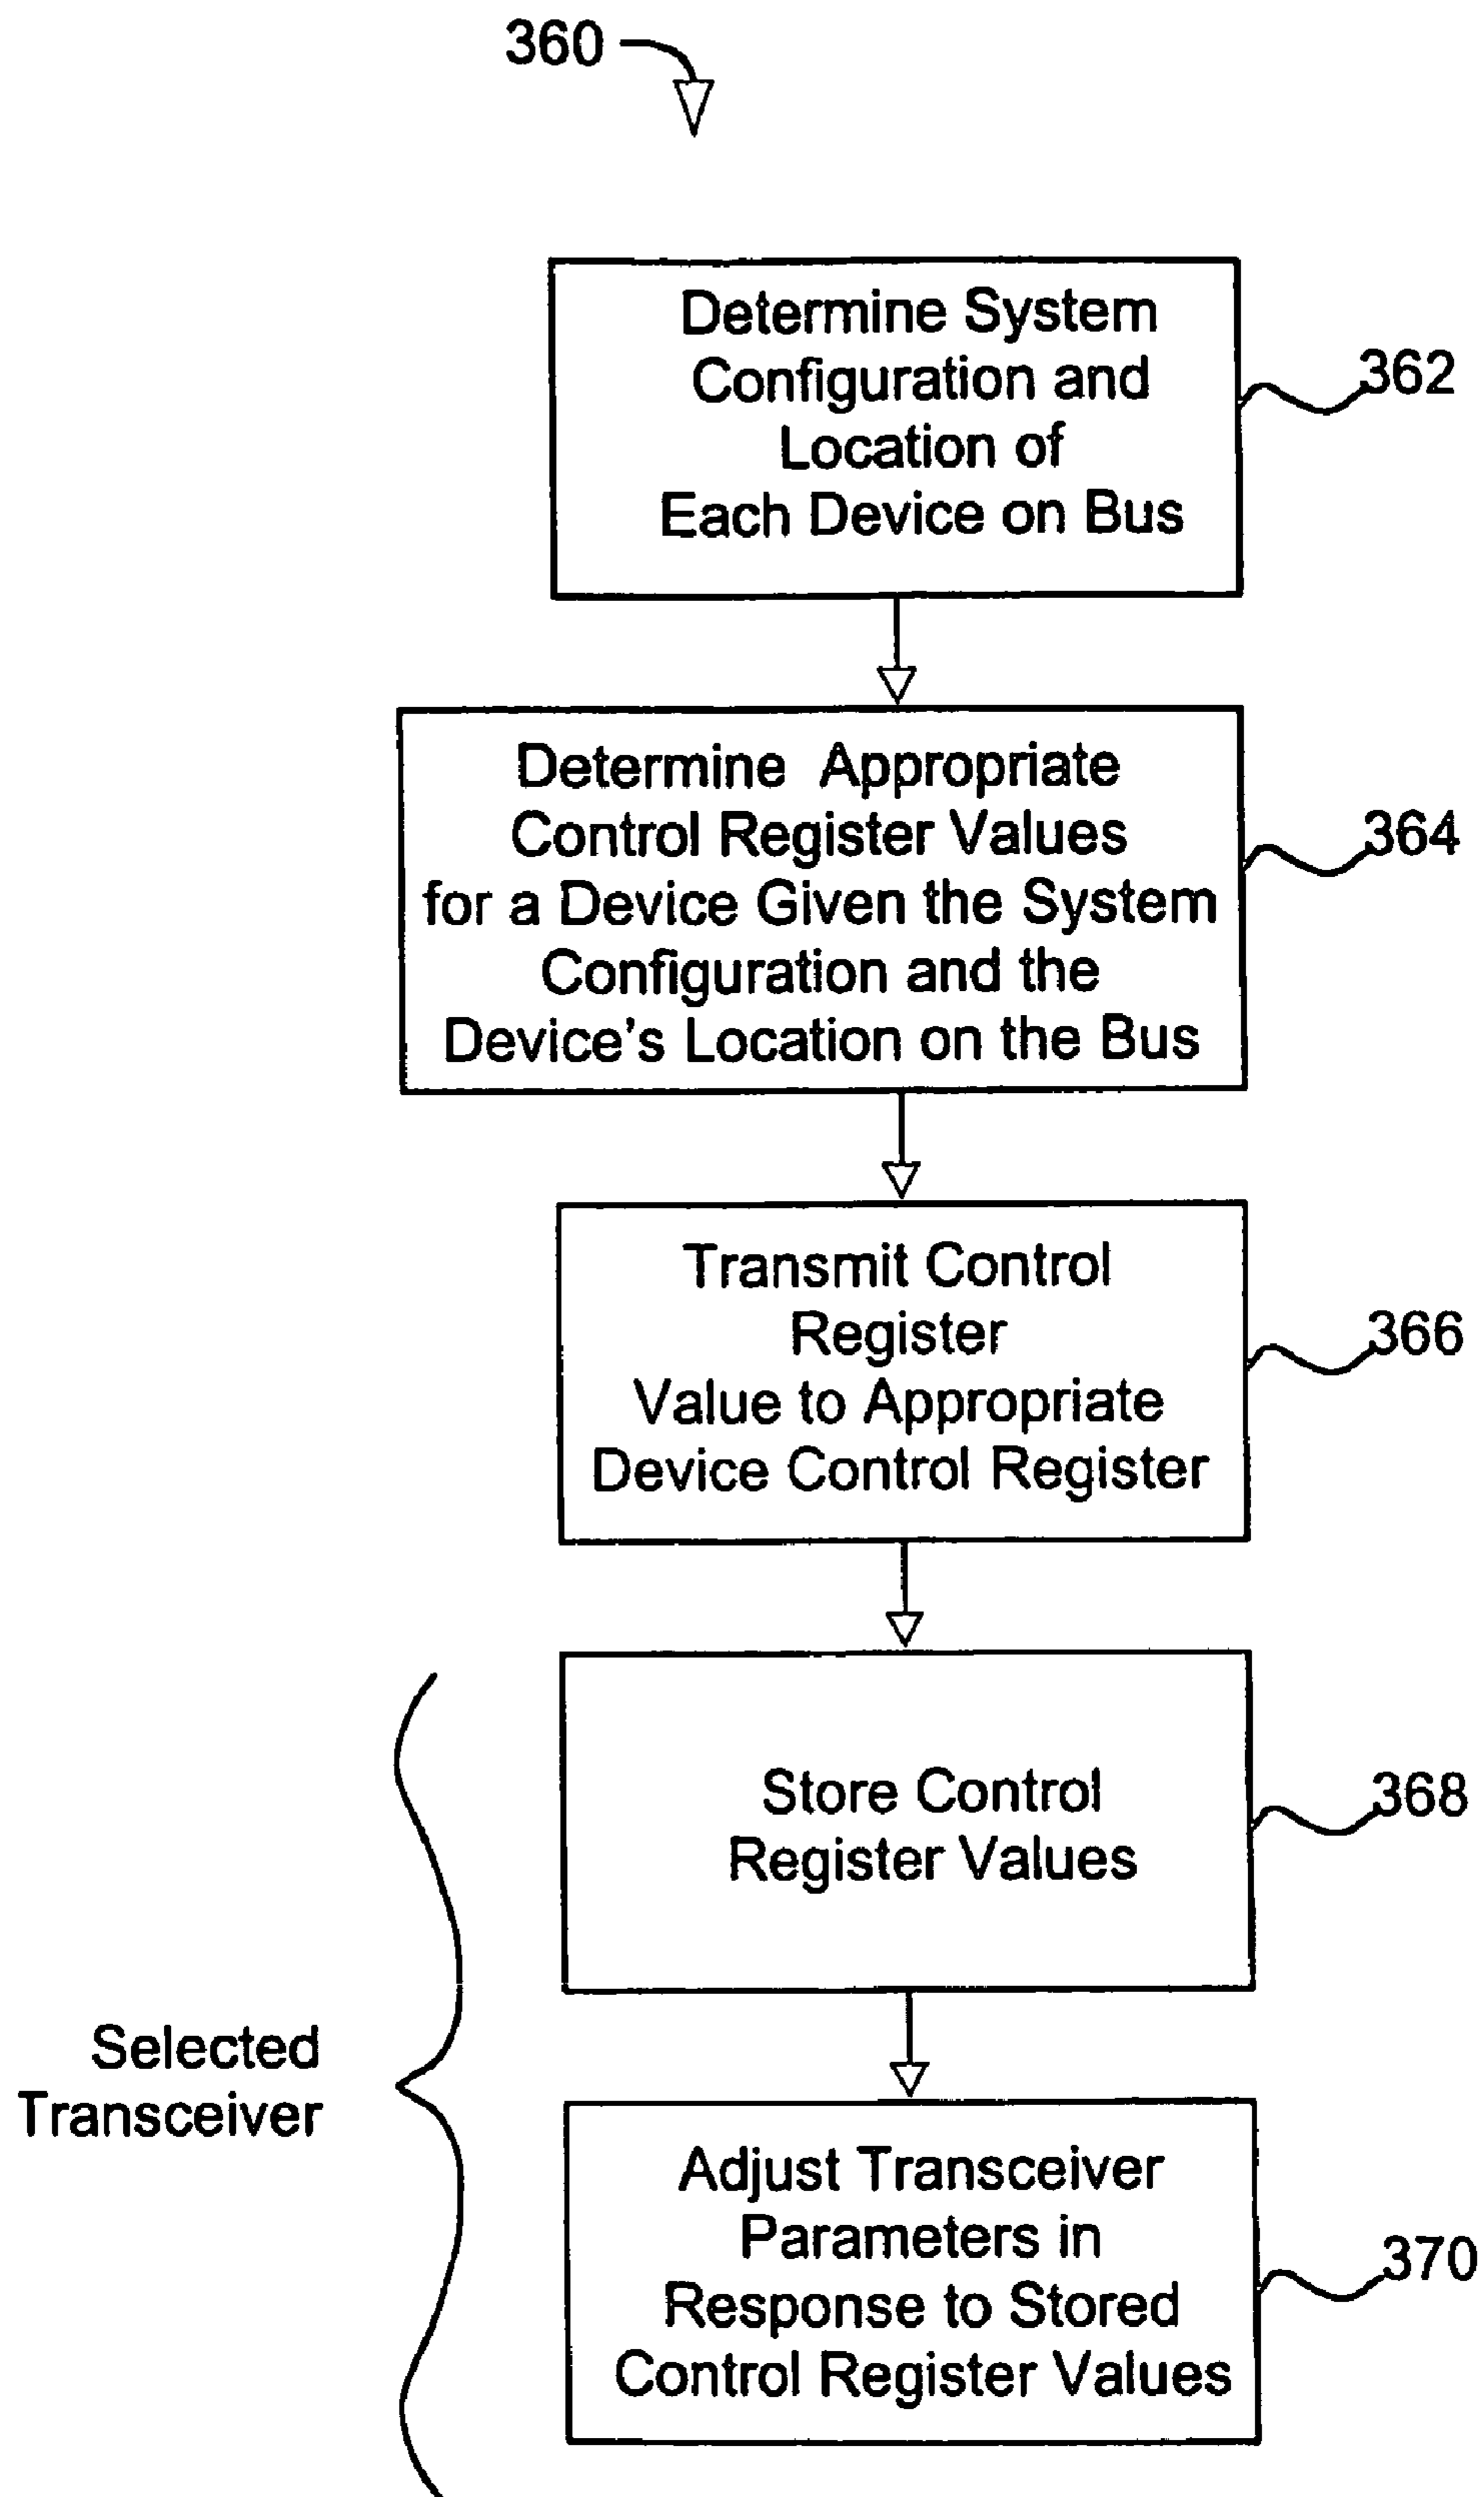 360
Determine System
Configuration and
Location of
Each Device on Bus
362
Determine Appropriate
Control Register Values
for a Device Given the System
Configuration and the
Device's Location on the Bus
364
Transmit Control
Register
Value to Appropriate
Device Control Register
366
Store Control
Register Values
368
Selected
Transceiver
Adjust Transceiver
Parameters in
Response to Stored
Control Register Values
370